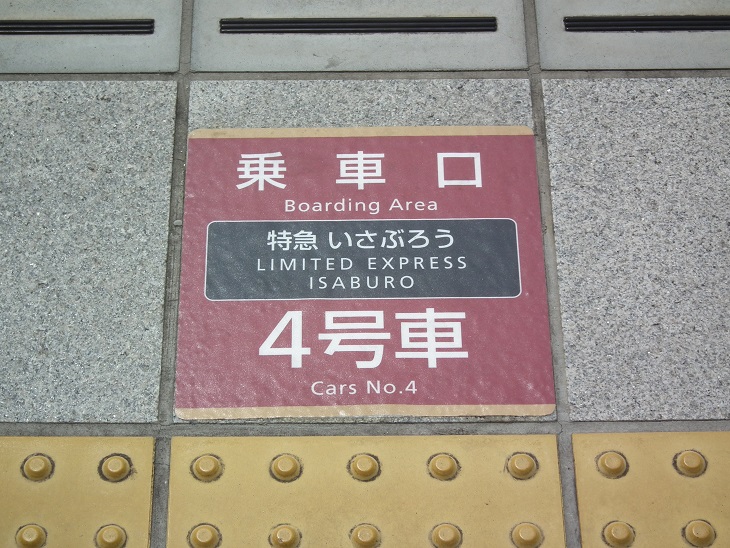 乗車口
Boarding Area
特急 いさぶろう
LIMITED EXPRESS
ISABURO
4号車
Cars No.4